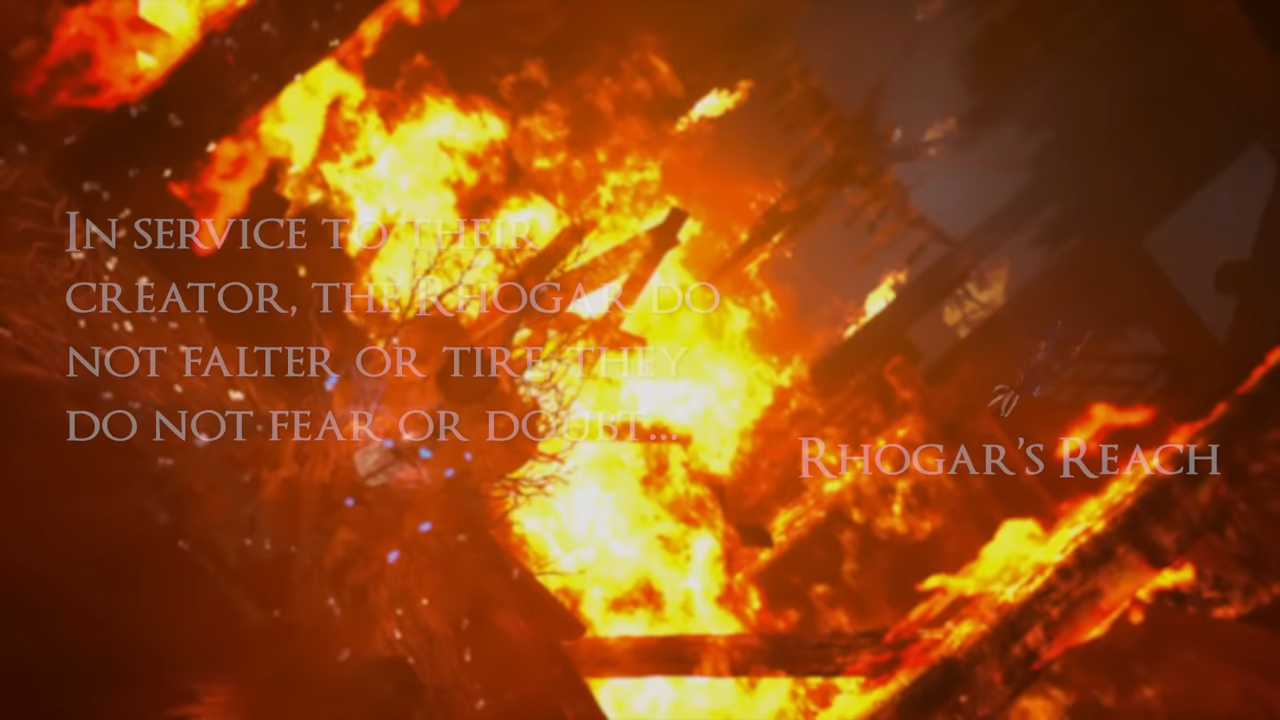 In service to their
creator, the Rhogar do
not falter or tire, they
do not fear or doubt...
Rhogar's Reach